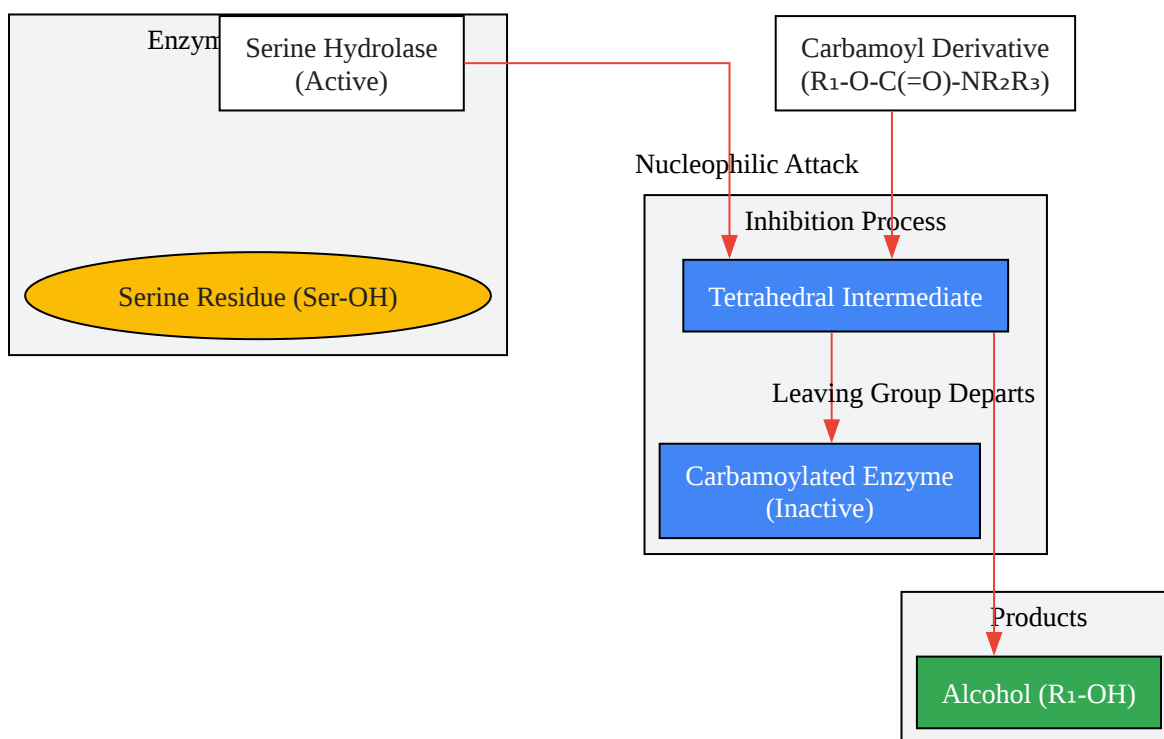 Serine Hydrolase
(Active)
Carbamoyl Derivative
(R₁-O-C(=O)-NR₂R₃)
Nucleophilic Attack
Inhibition Process
Serine Residue (Ser-OH)
Tetrahedral Intermediate
Leaving Group Departs
Carbamoylated Enzyme
(Inactive)
Products
Alcohol (R₁-OH)